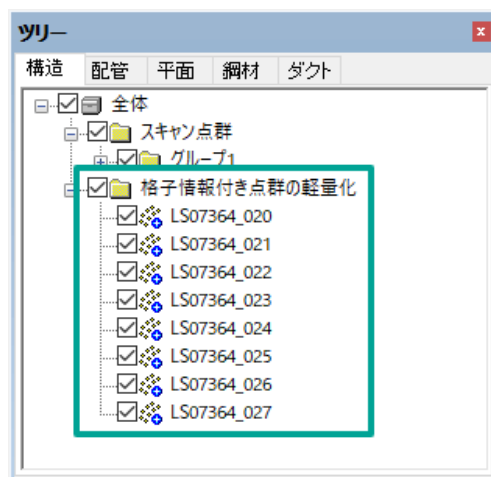 ツリー
構造 配管 平面 鋼材 ダクト
全体
スキャン点群
グループ1
格子情報付き点群の軽量化
LS07364_020
LS07364_021
LS07364_022
LS07364_023
LS07364_024
LS07364_025
LS07364_026
LS07364_027